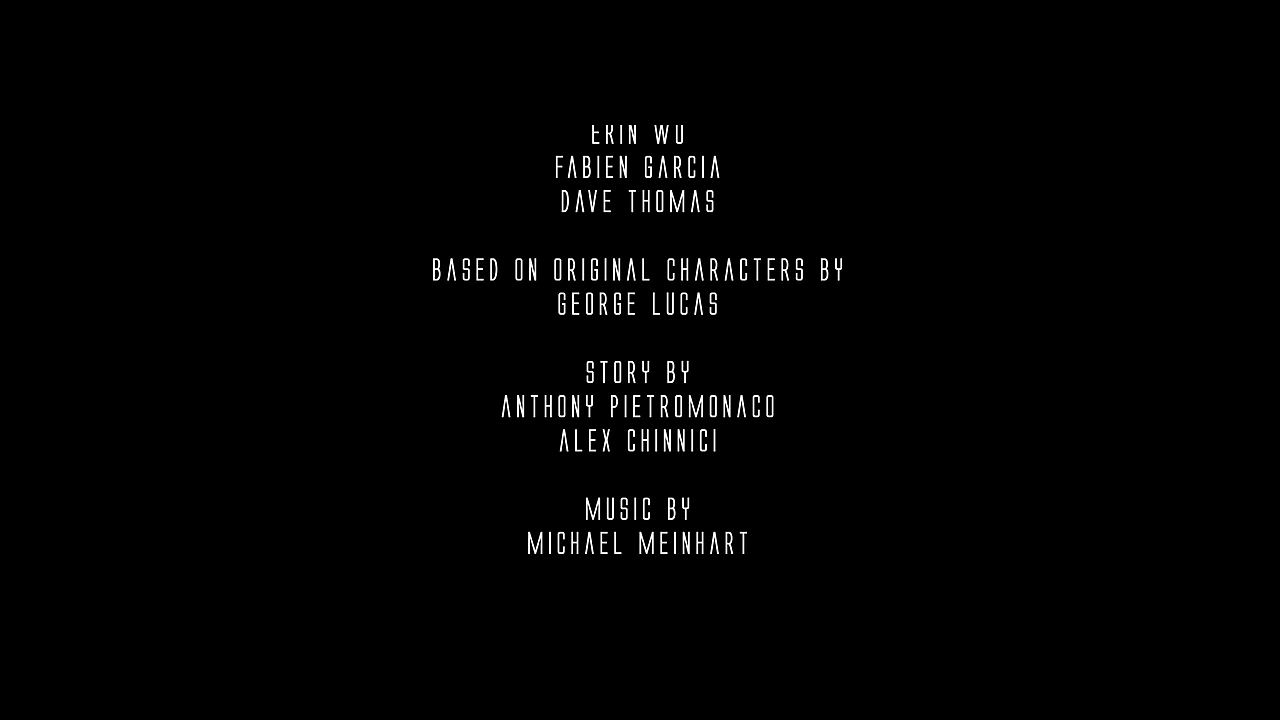 ERIN WU
FABIEN GARCIA
DAVE THOMAS
BASED ON ORIGINAL CHARACTERS BY
GEORGE LUCAS
STORY BY
ANTHONY PIETROMONACO
ALEX CHINNICI
MUSIC BY
MICHAEL MEINHART